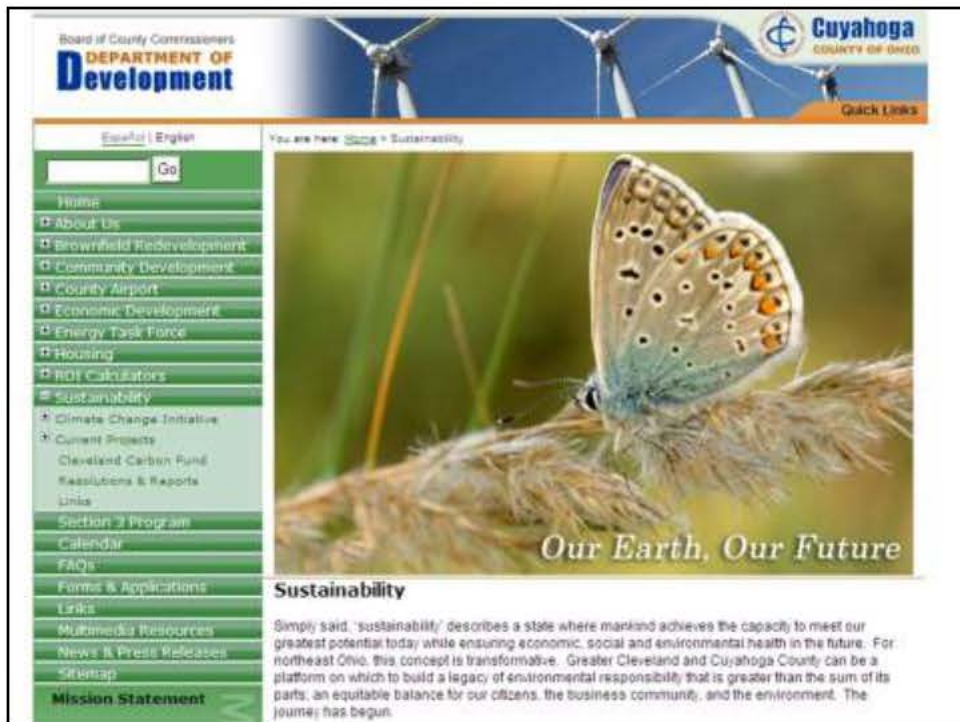 Board of County Commissioners
DEPARTMENT OF
Development
Cuyahoga
COUNTY OF OHIO
Quick Links
Español | English
You are here: Home > Sustainability
Go
Home
About Us
Brownfield Redevelopment
Community Development
County Airport
Economic Development
Energy Task Force
Housing
ROI Calculators
Sustainability
Climate Change Initiative
Current Projects
Cleveland Carbon Fund
Resolutions & Reports
Links
Section 3 Program
Calendar
FAQs
Forms & Applications
Links
Multimedia Resources
News & Press Releases
Sitemap
Mission Statement
Our Earth, Our Future
Sustainability
Simply said, 'sustainability' describes a state where mankind achieves the capacity to meet our
greatest potential today while ensuring economic, social and environmental health in the future. For
northeast Ohio, this concept is transformative. Greater Cleveland and Cuyahoga County can be a
platform on which to build a legacy of environmental responsibility that is greater than the sum of its
parts; an equitable balance for our citizens, the business community, and the environment. The
journey has begun.